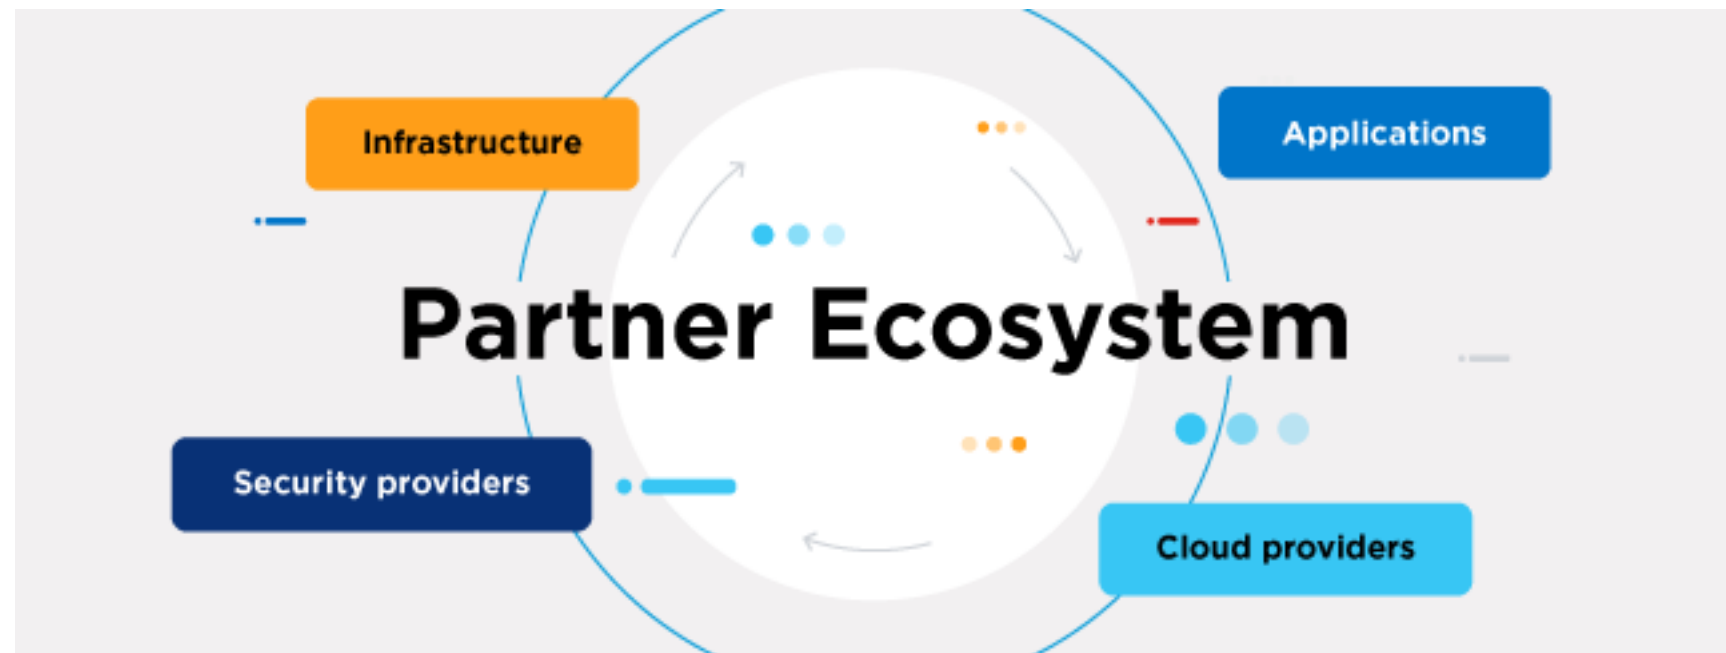 Infrastructure
Applications
Partner Ecosystem
Security providers
Cloud providers